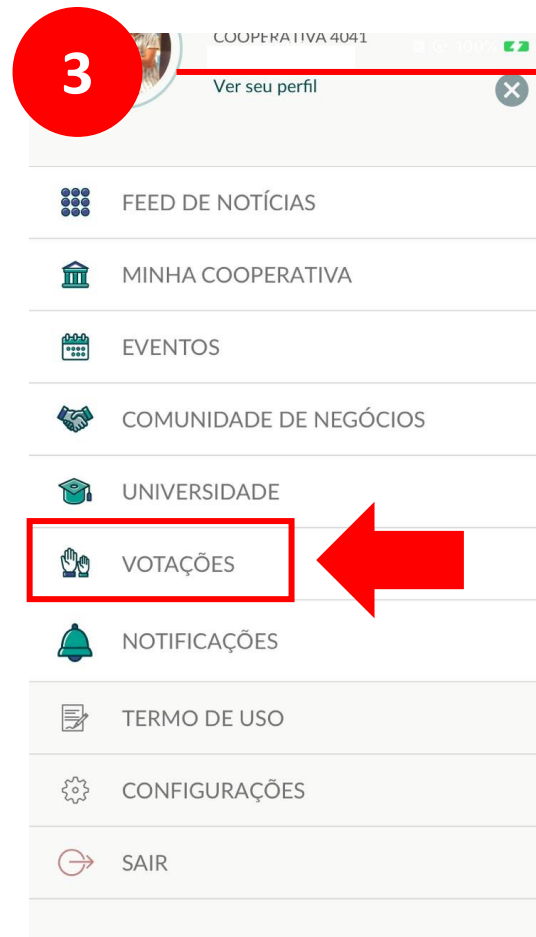 3
COOPERATIVA 4041
100%
Ver seu perfil
FEED DE NOTÍCIAS
MINHA COOPERATIVA
EVENTOS
COMUNIDADE DE NEGÓCIOS
UNIVERSIDADE
VOTAÇÕES
NOTIFICAÇÕES
TERMO DE USO
CONFIGURAÇÕES
SAIR